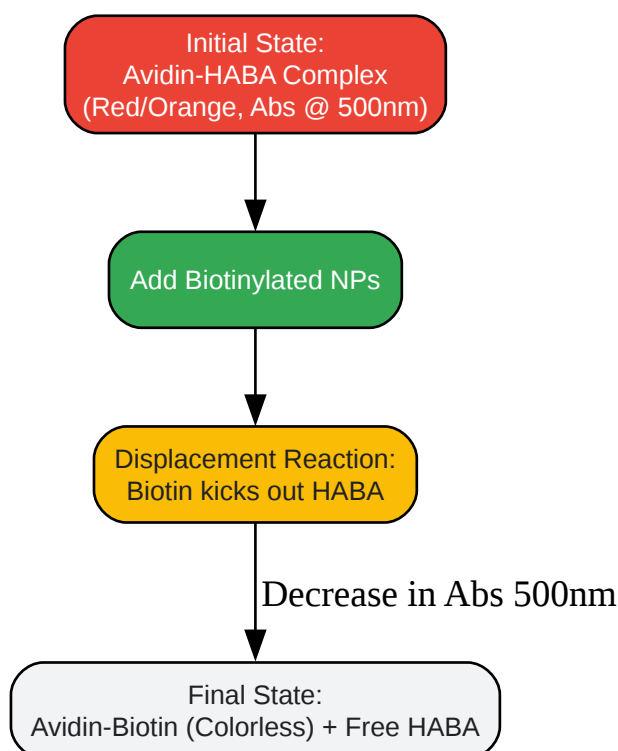 Initial State:
Avidin-HABA Complex
(Red/Orange, Abs @ 500nm)
Add Biotinylated NPs
Displacement Reaction:
Biotin kicks out HABA
Decrease in Abs 500nm
Final State:
Avidin-Biotin (Colorless) + Free HABA